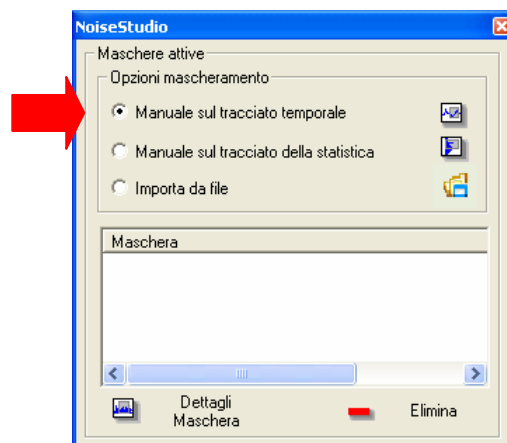 NoiseStudio
Maschere attive
Opzioni mascheramento
Manuale sul tracciato temporale
Manuale sul tracciato della statistica
Importa da file
Maschera
Dettagli
Maschera
Elimina